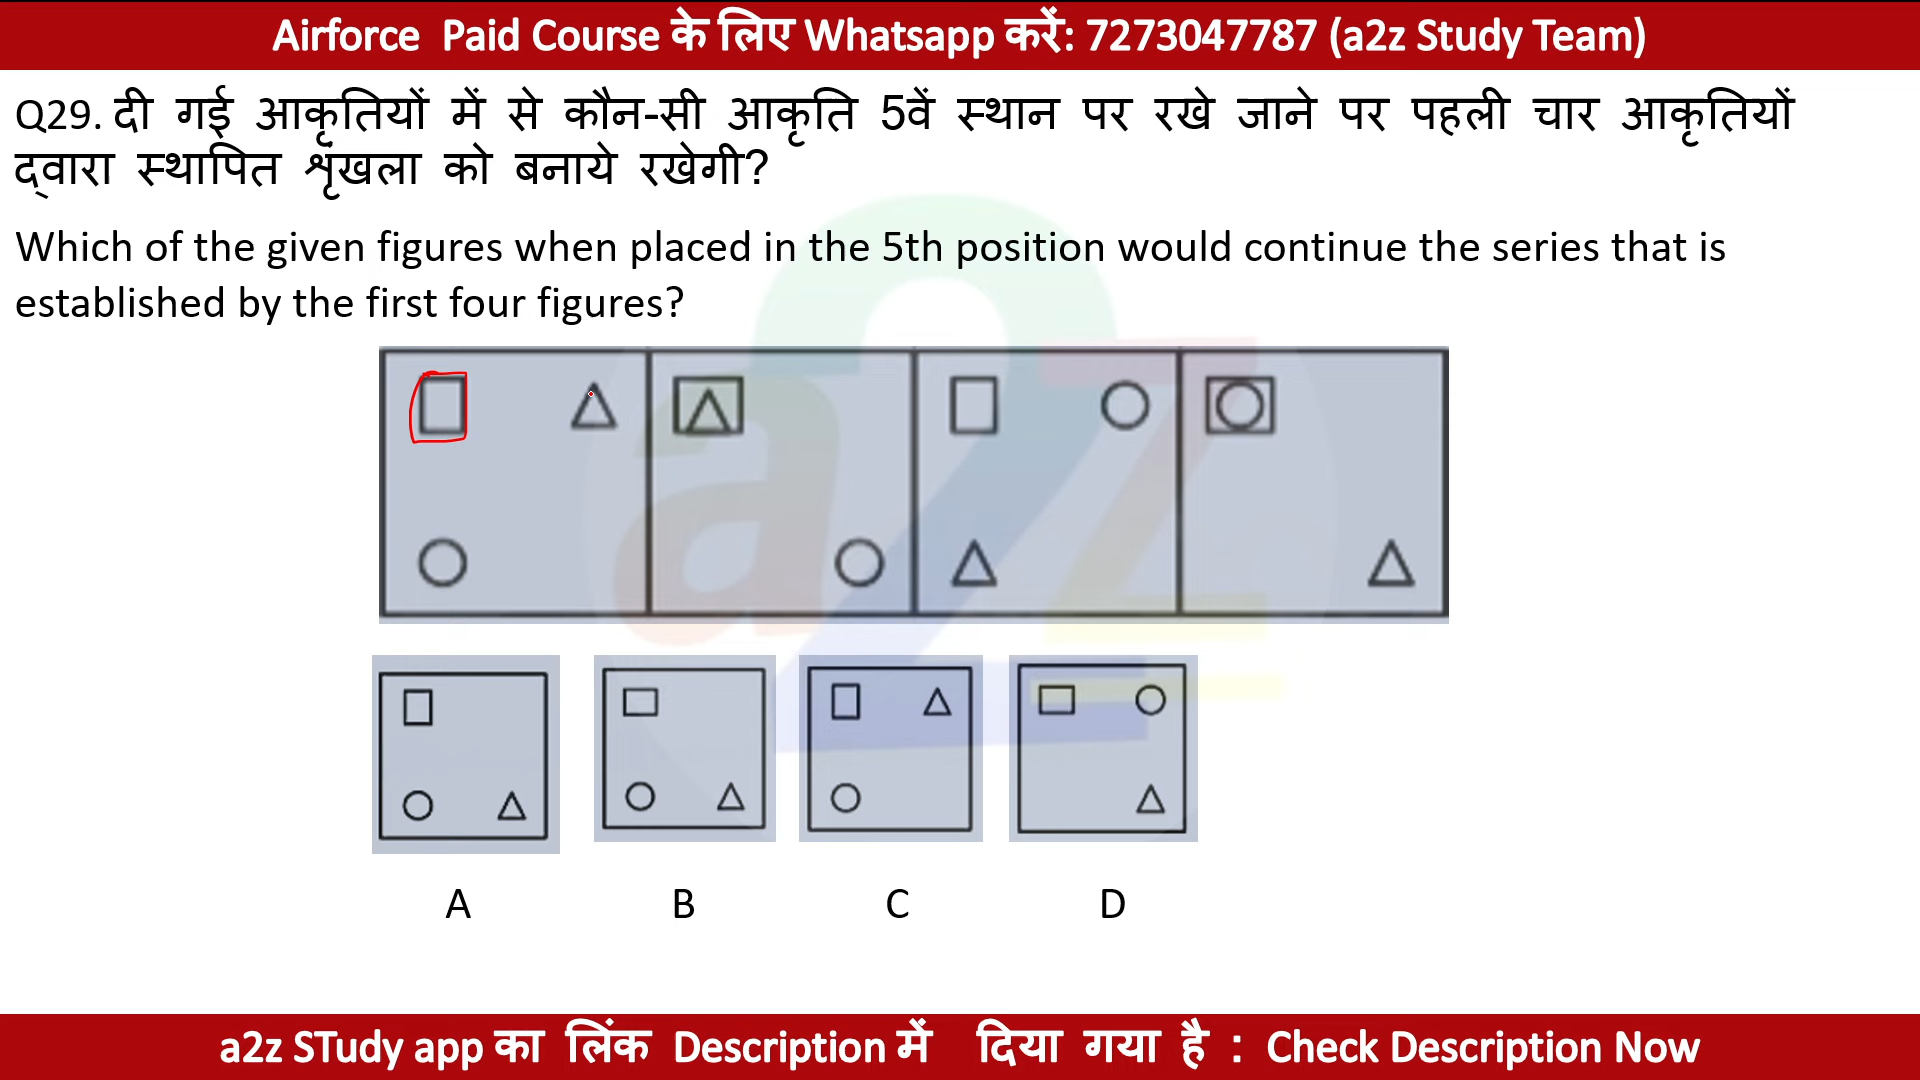 Airforce Paid Course के लिए Whatsapp करें: 7273047787 (a2z Study Team)
Q29. दी गई आकृतियों में से कौन-सी आकृति 5वें स्थान पर रखे जाने पर पहली चार आकृतियों
द्वारा स्थापित शृंखला को बनाये रखेगी?
Which of the given figures when placed in the 5th position would continue the series that is
established by the first four figures?
a2z
A B C D
a2z STudy app का लिंक Description में दिया गया है : Check Description Now